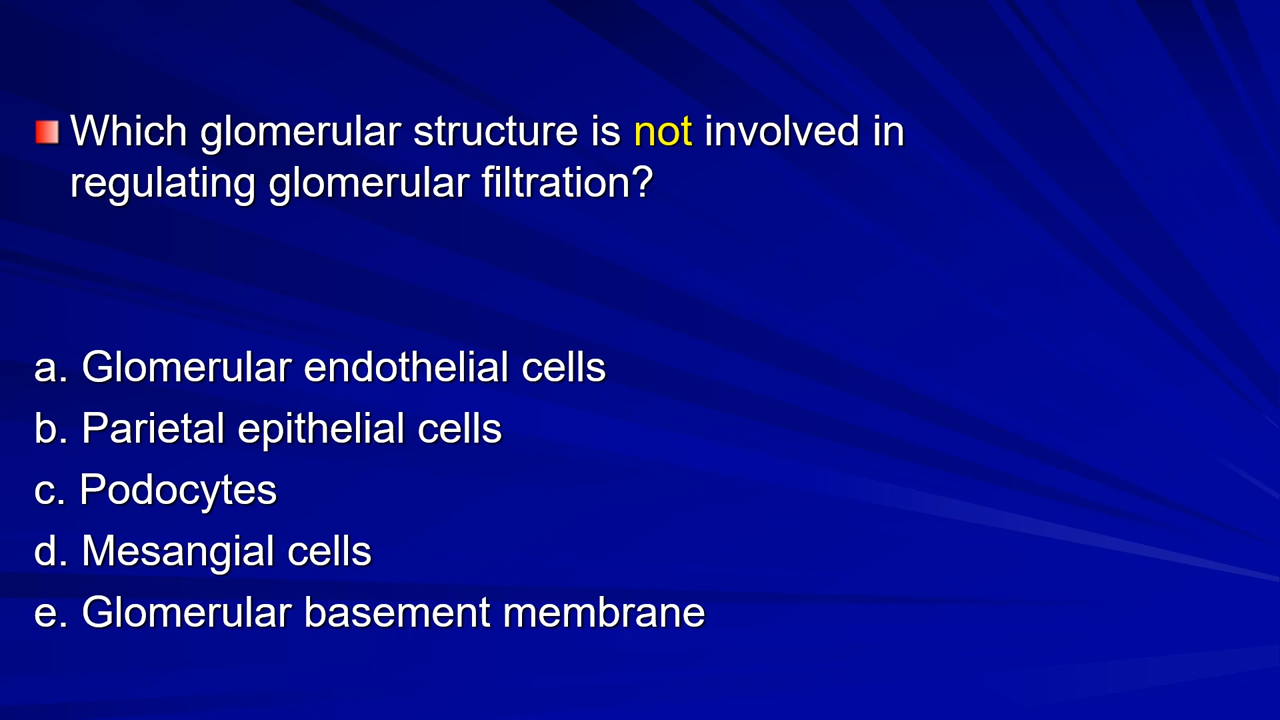 Which glomerular structure is not involved in
regulating glomerular filtration?
a. Glomerular endothelial cells
b. Parietal epithelial cells
c. Podocytes
d. Mesangial cells
e. Glomerular basement membrane